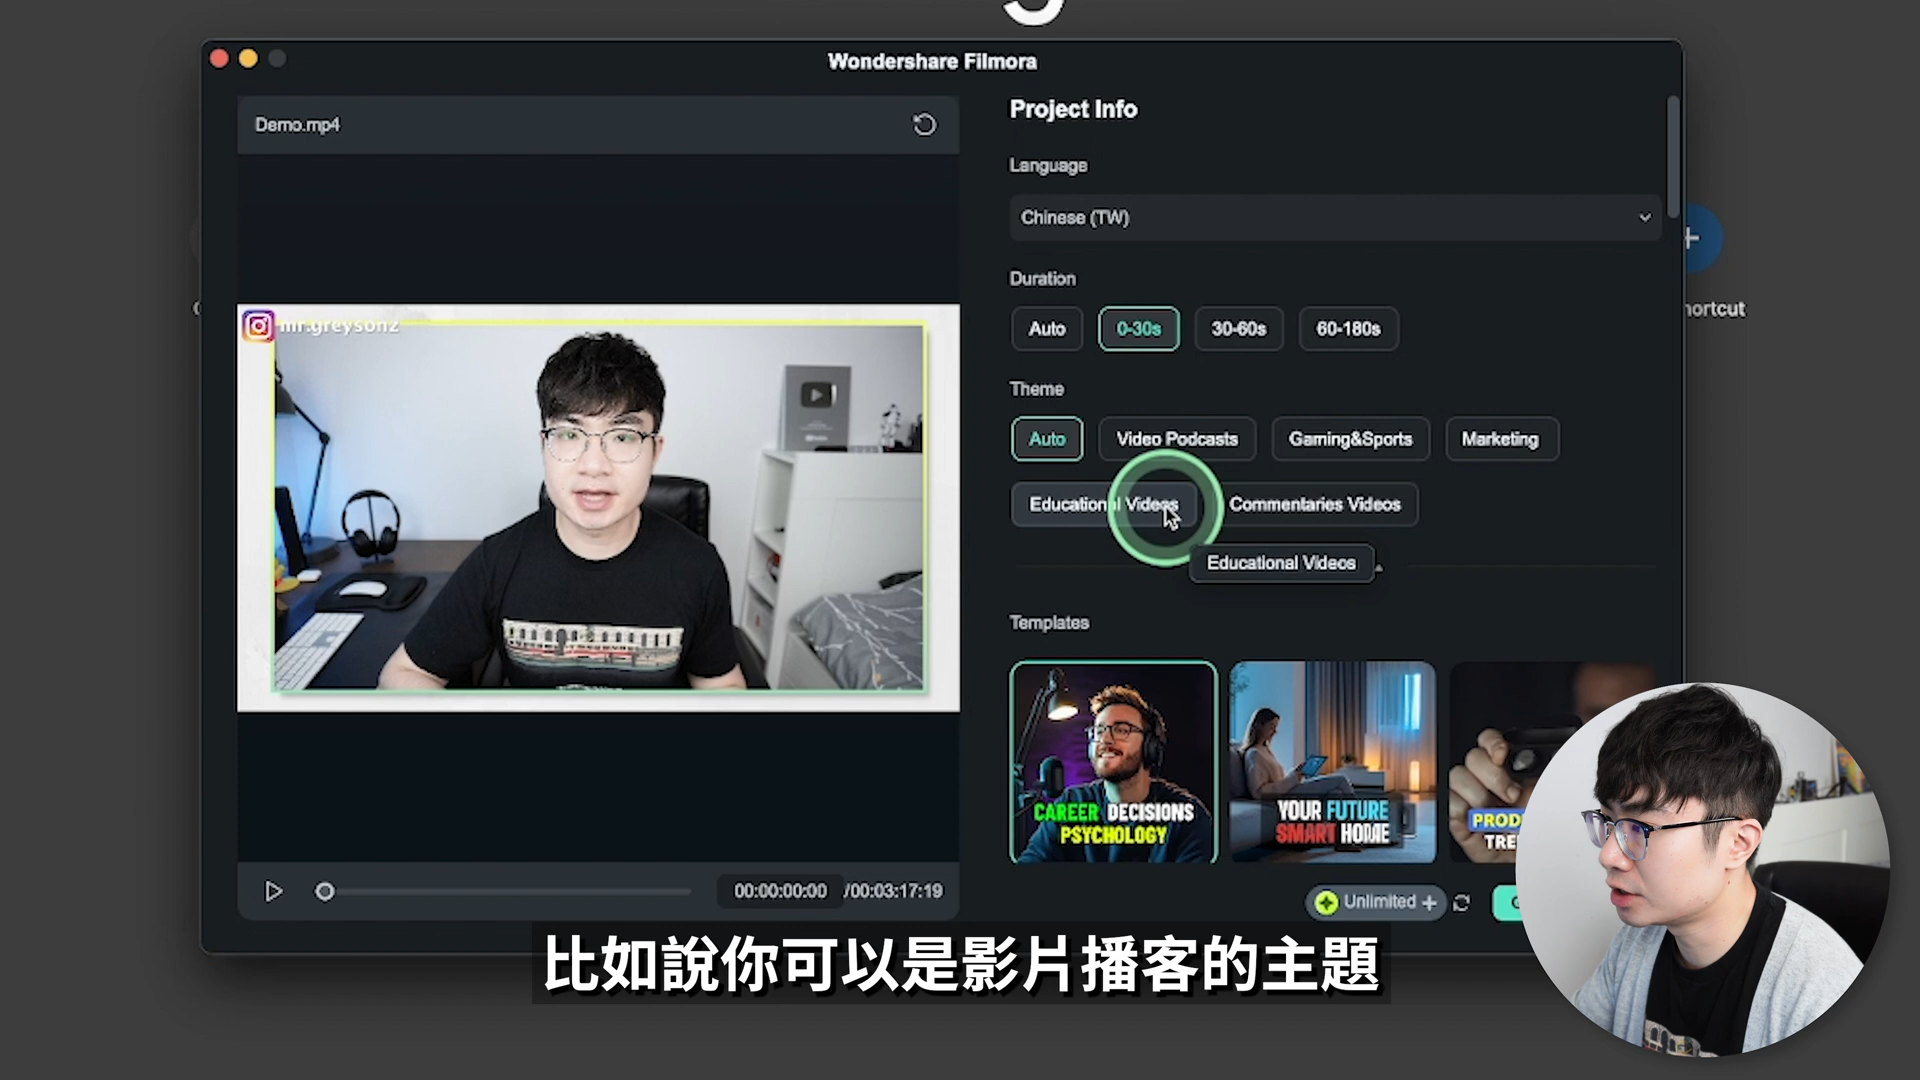 Wondershare Filmora
Demo.mp4
mr.greysonz
00:00:00:00 /00:03:17:19
Project Info
Language
Chinese (TW)
Duration
Auto 0-30s 30-60s 60-180s
Theme
Auto Video Podcasts Gaming&Sports Marketing
Educational Videos Commentaries Videos
Educational Videos
Templates
CAREER DECISIONS
PSYCHOLOGY
YOUR FUTURE
SMART HOME
Unlimited
比如說你可以是影片播客的主題